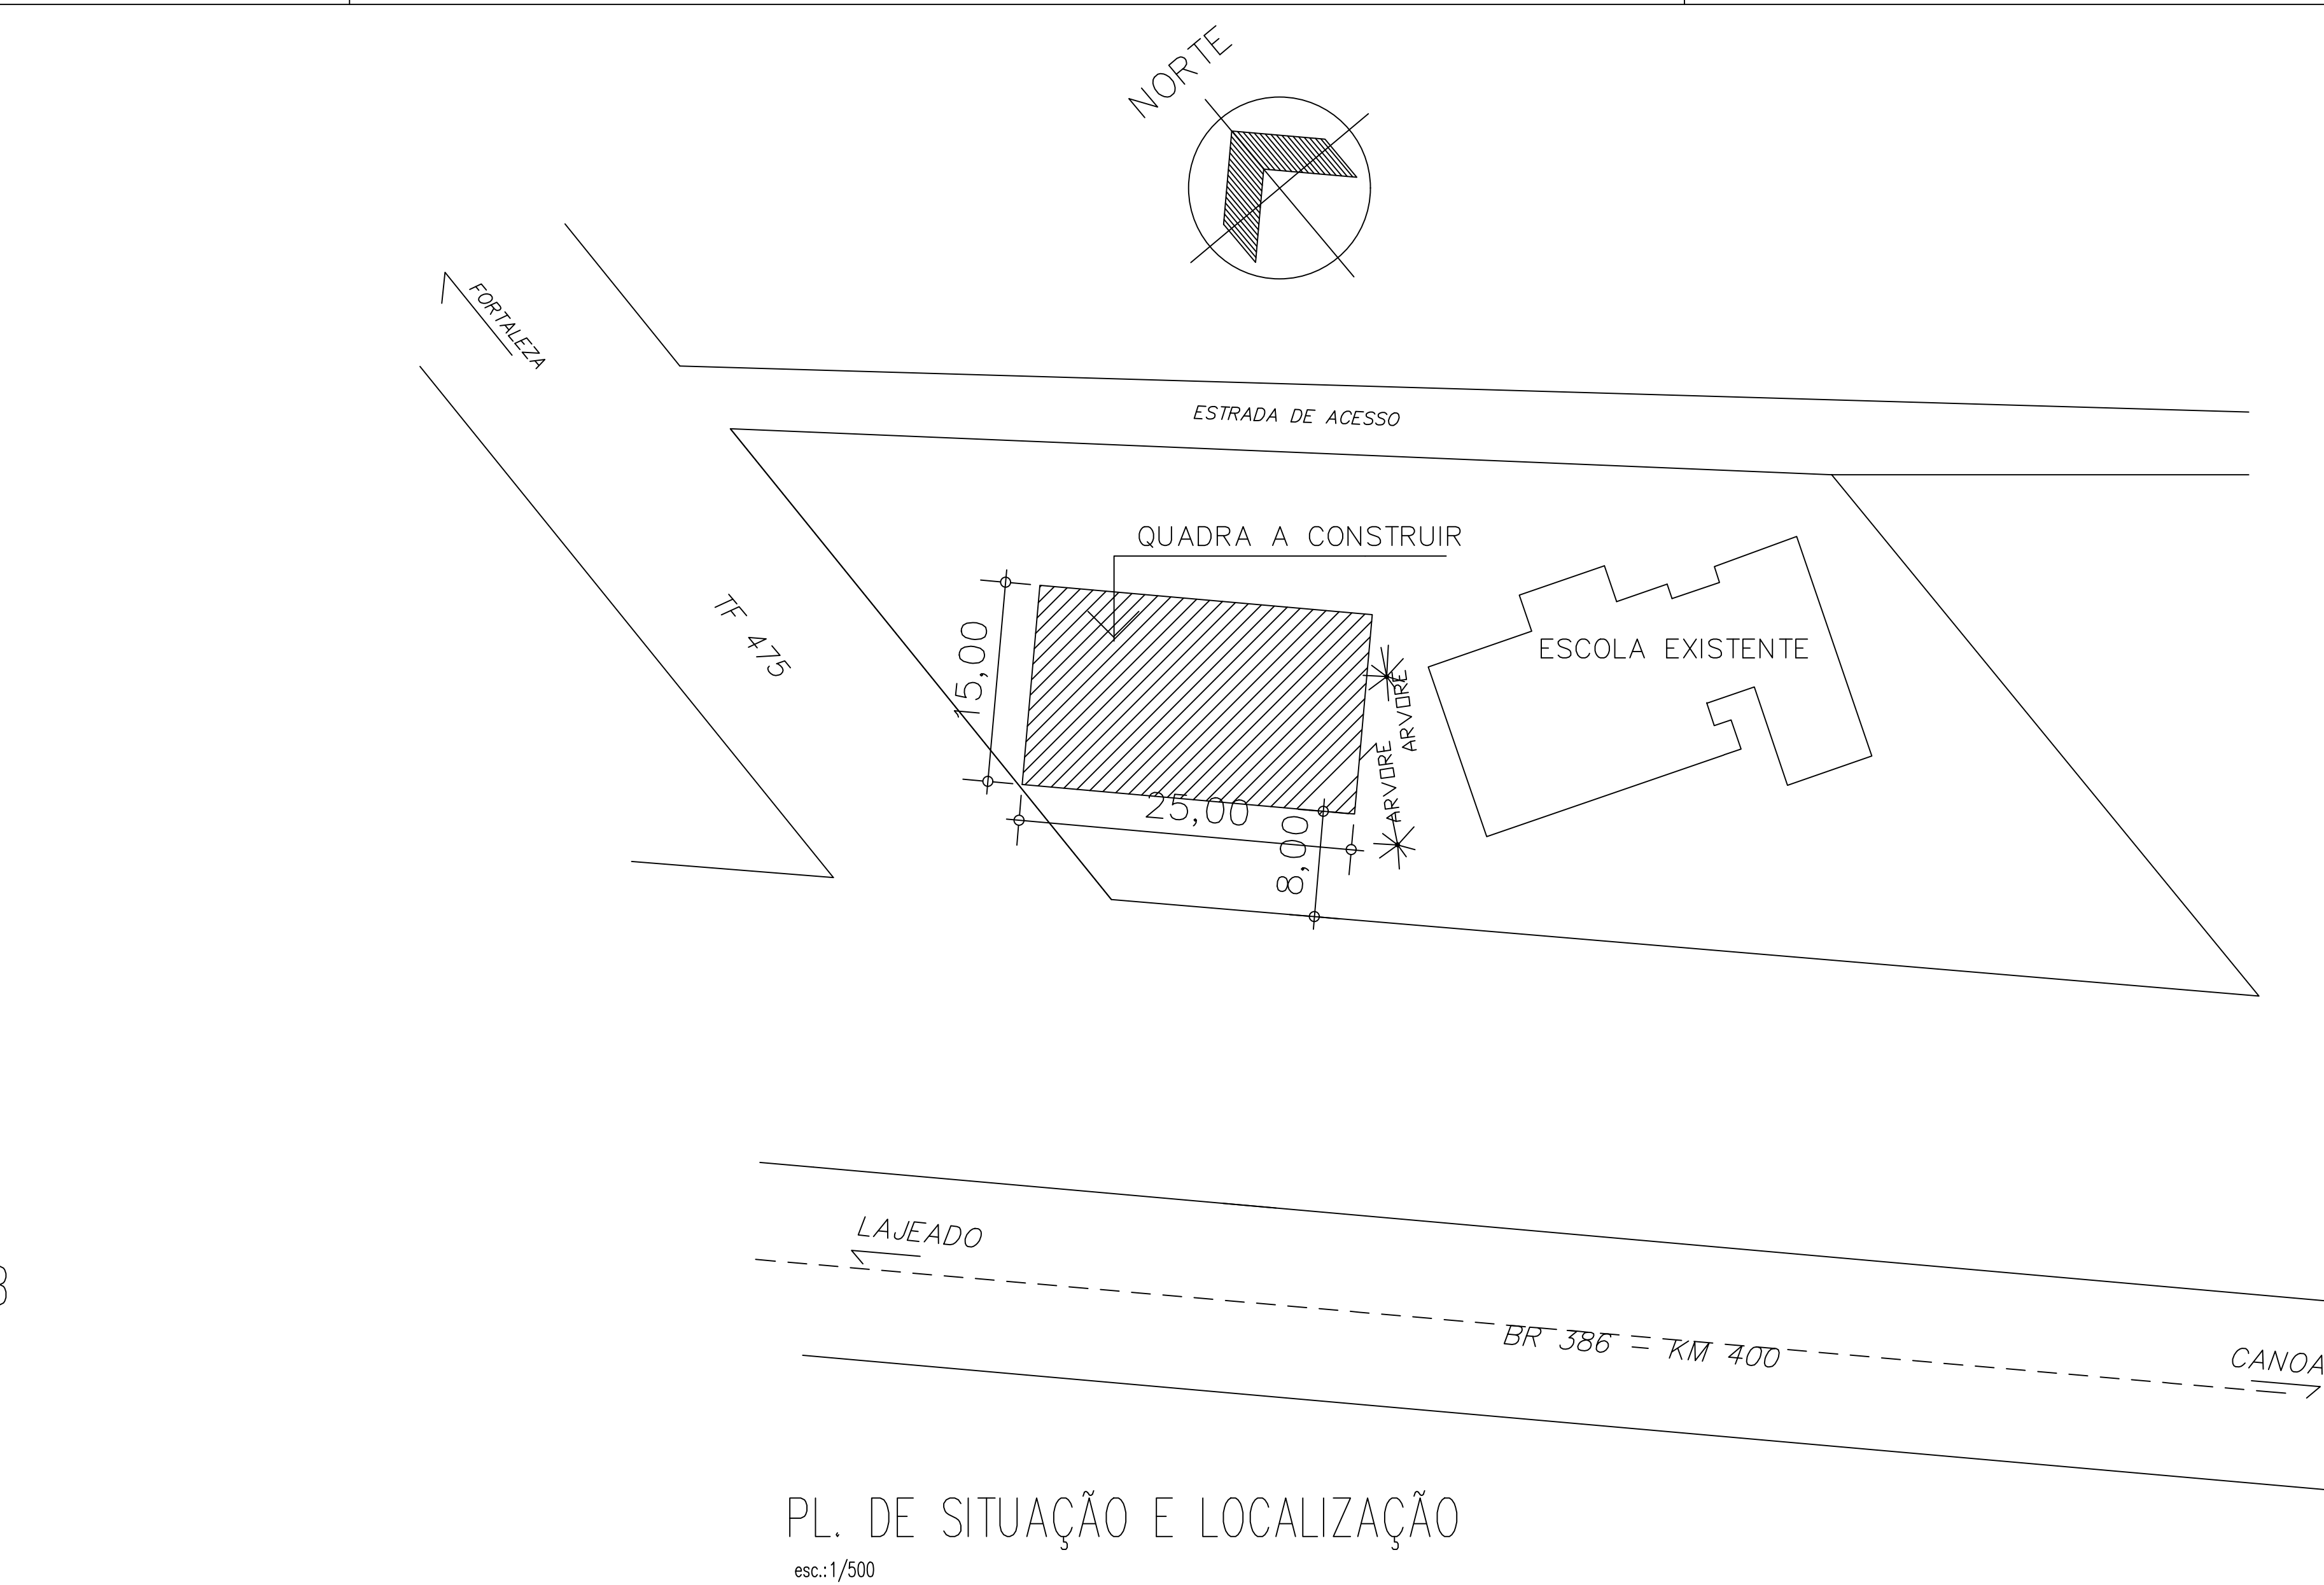 NORTE
FORTALEZA
ESTRADA DE ACESSO
QUADRA A CONSTRUIR
TF 475
15,00
ESCOLA EXISTENTE
ARVORE
ARVORE
25,00
8,00
LAJEADO
BR 386 - KM 400
CANOA
PL. DE SITUAÇÃO E LOCALIZAÇÃO
esc.:1/500